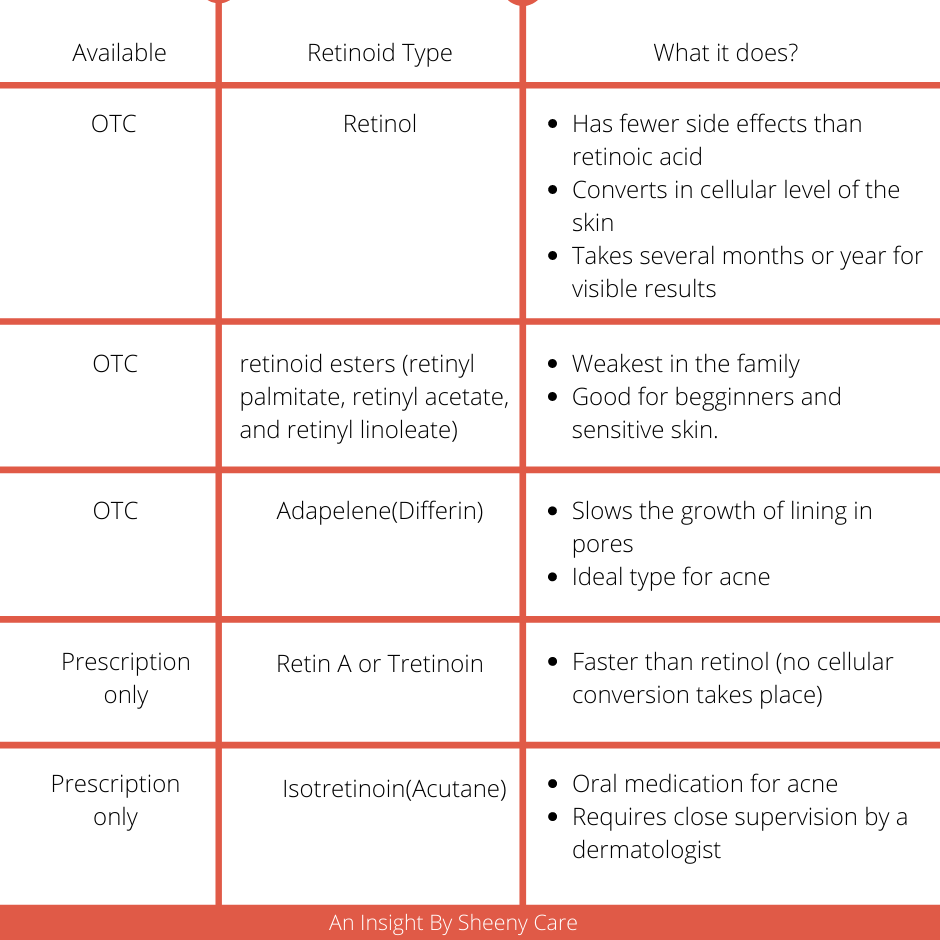 Available
Retinoid Type
What it does?
OTC
Retinol
Has fewer side effects than
retinoic acid
Converts in cellular level of the
skin
Takes several months or year for
visible results
OTC
retinoid esters (retinyl
palmitate, retinyl acetate,
and retinyl linoleate)
Weakest in the family
Good for begginners and
sensitive skin.
OTC
Adapelene(Differin)
Slows the growth of lining in
pores
Ideal type for acne
Prescription
only
Retin A or Tretinoin
Faster than retinol (no cellular
conversion takes place)
Prescription
only
Isotretinoin(Acutane)
Oral medication for acne
Requires close supervision by a
dermatologist
An Insight By Sheeny Care